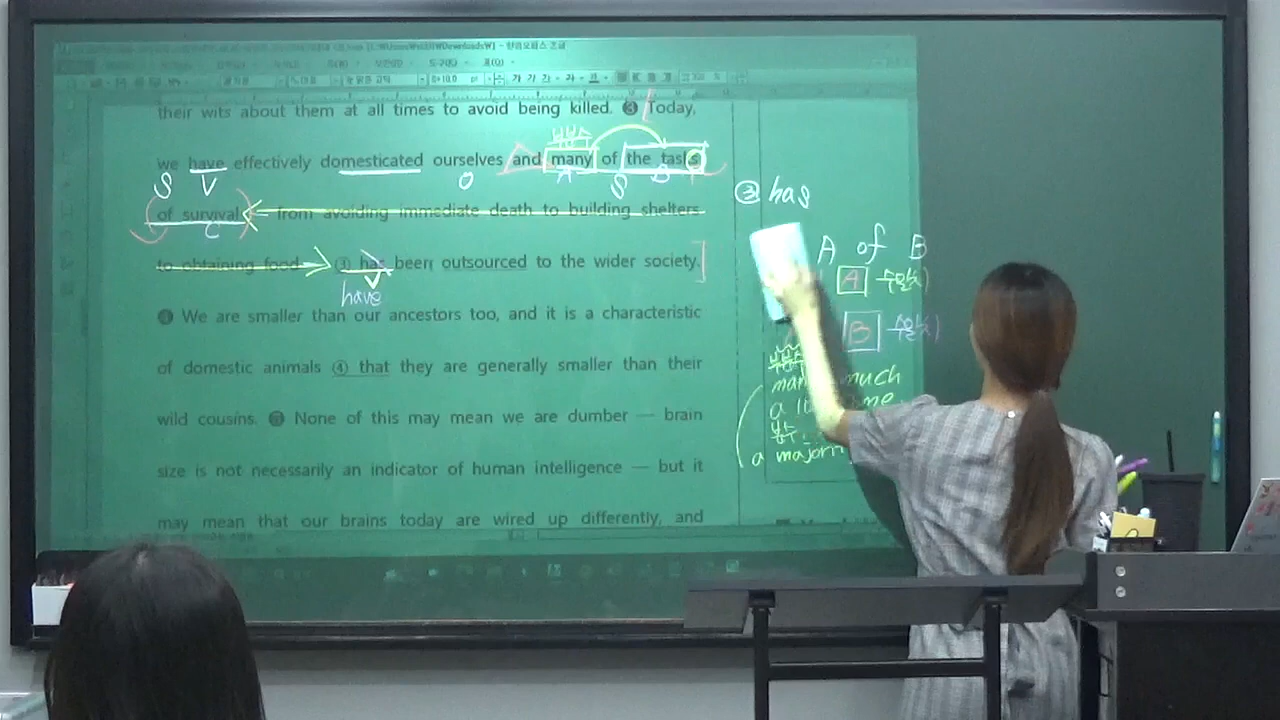 their wits about them at all times to avoid being killed. ❸ Today,
we have effectively domesticated ourselves and many of the tasks
of survival — from avoiding immediate death to building shelters
to obtaining food — ③ has been outsourced to the wider society.
❹ We are smaller than our ancestors too, and it is a characteristic
of domestic animals ④ that they are generally smaller than their
wild cousins. ❺ None of this may mean we are dumber — brain
size is not necessarily an indicator of human intelligence — but it
may mean that our brains today are wired up differently, and
부분사
A S B
S V O
C
have
③ has
A of B
A 수일치
B 수일치
much
a
a majori